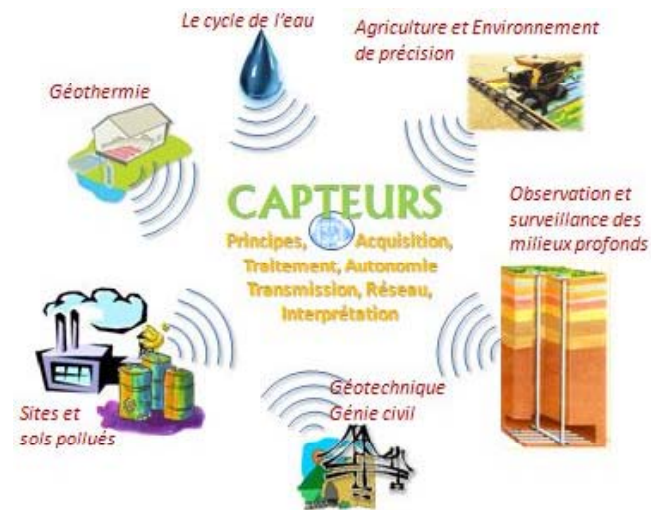 Le cycle de l'eau
Agriculture et Environnement
de précision
Géothermie
CAPTEURS
Principes, Acquisition,
Traitement, Autonomie
Transmission, Réseau,
Interprétation
Observation et
surveillance des
milieux profonds
Sites et
sols pollués
Géotechnique
Génie civil